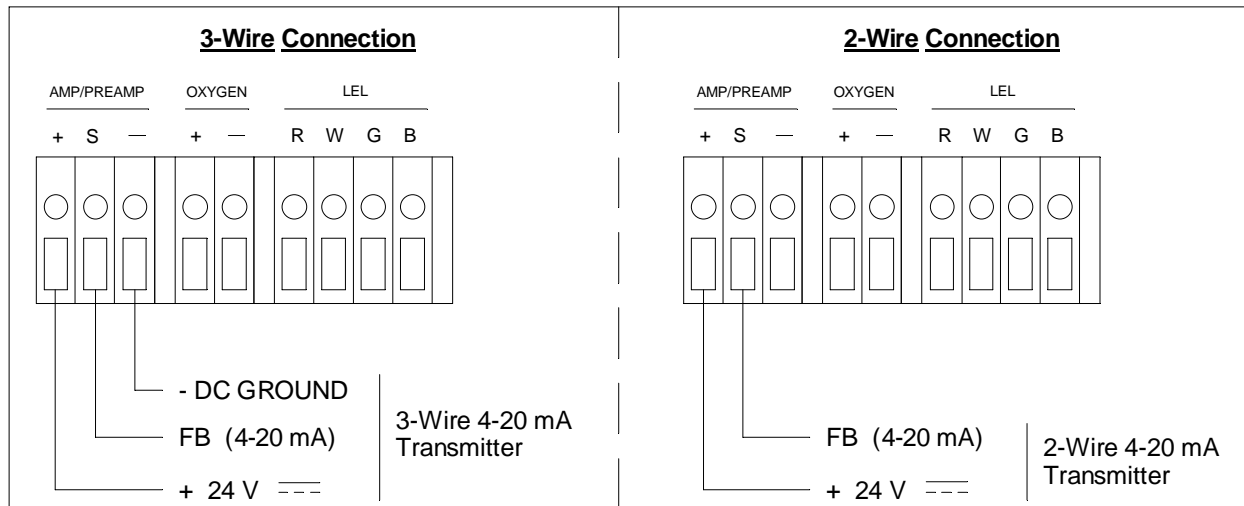 3-Wire Connection
AMP/PREAMP OXYGEN LEL
+ S — + — R W G B
- DC GROUND
FB (4-20 mA)
+ 24 V
3-Wire 4-20 mA
Transmitter
2-Wire Connection
AMP/PREAMP OXYGEN LEL
+ S — + — R W G B
FB (4-20 mA)
+ 24 V
2-Wire 4-20 mA
Transmitter